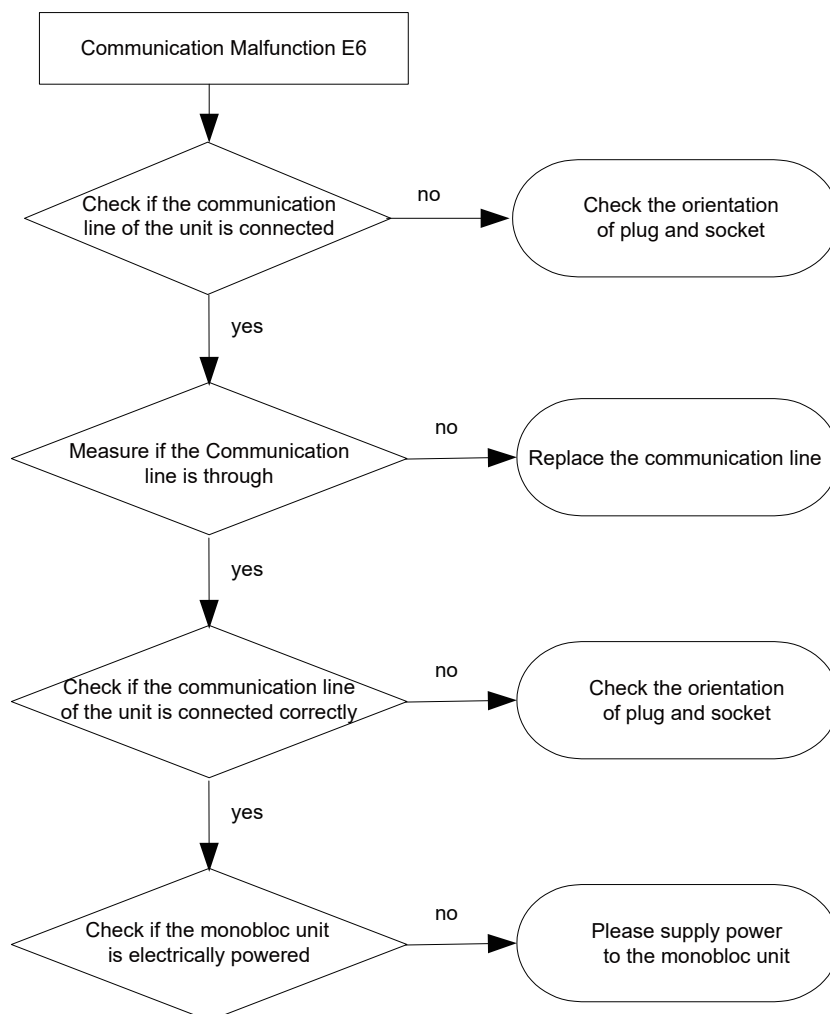 Communication Malfunction E6
Check if the communication
line of the unit is connected
no
Check the orientation
of plug and socket
yes
Measure if the Communication
line is through
no
Replace the communication line
yes
Check if the communication line
of the unit is connected correctly
no
Check the orientation
of plug and socket
yes
Check if the monobloc unit
is electrically powered
no
Please supply power
to the monobloc unit